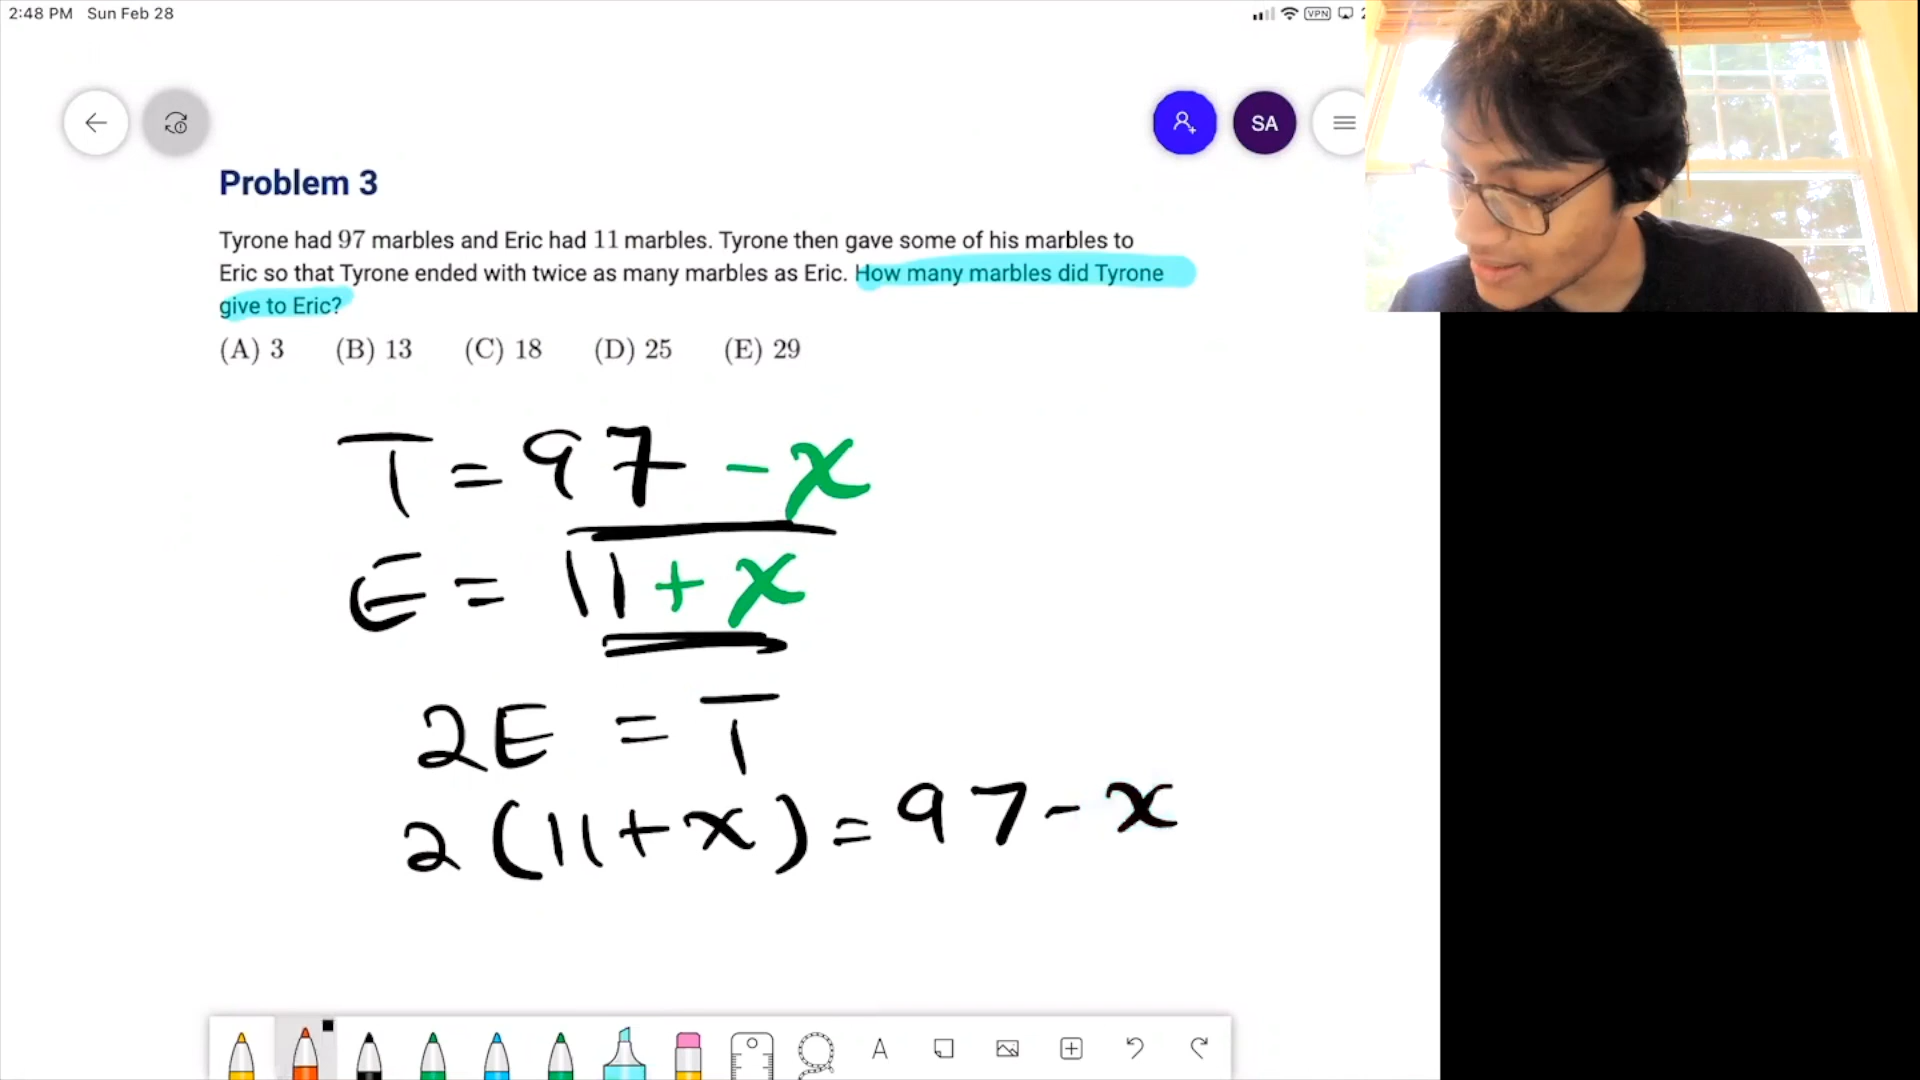 2:48 PM Sun Feb 28
VPN
SA
Problem 3
Tyrone had 97 marbles and Eric had 11 marbles. Tyrone then gave some of his marbles to
Eric so that Tyrone ended with twice as many marbles as Eric. How many marbles did Tyrone
give to Eric?
(A) 3 (B) 13 (C) 18 (D) 25 (E) 29
T = 97 - x
E = 11 + x
2E = T
2 (11 + x) = 97 - x
A